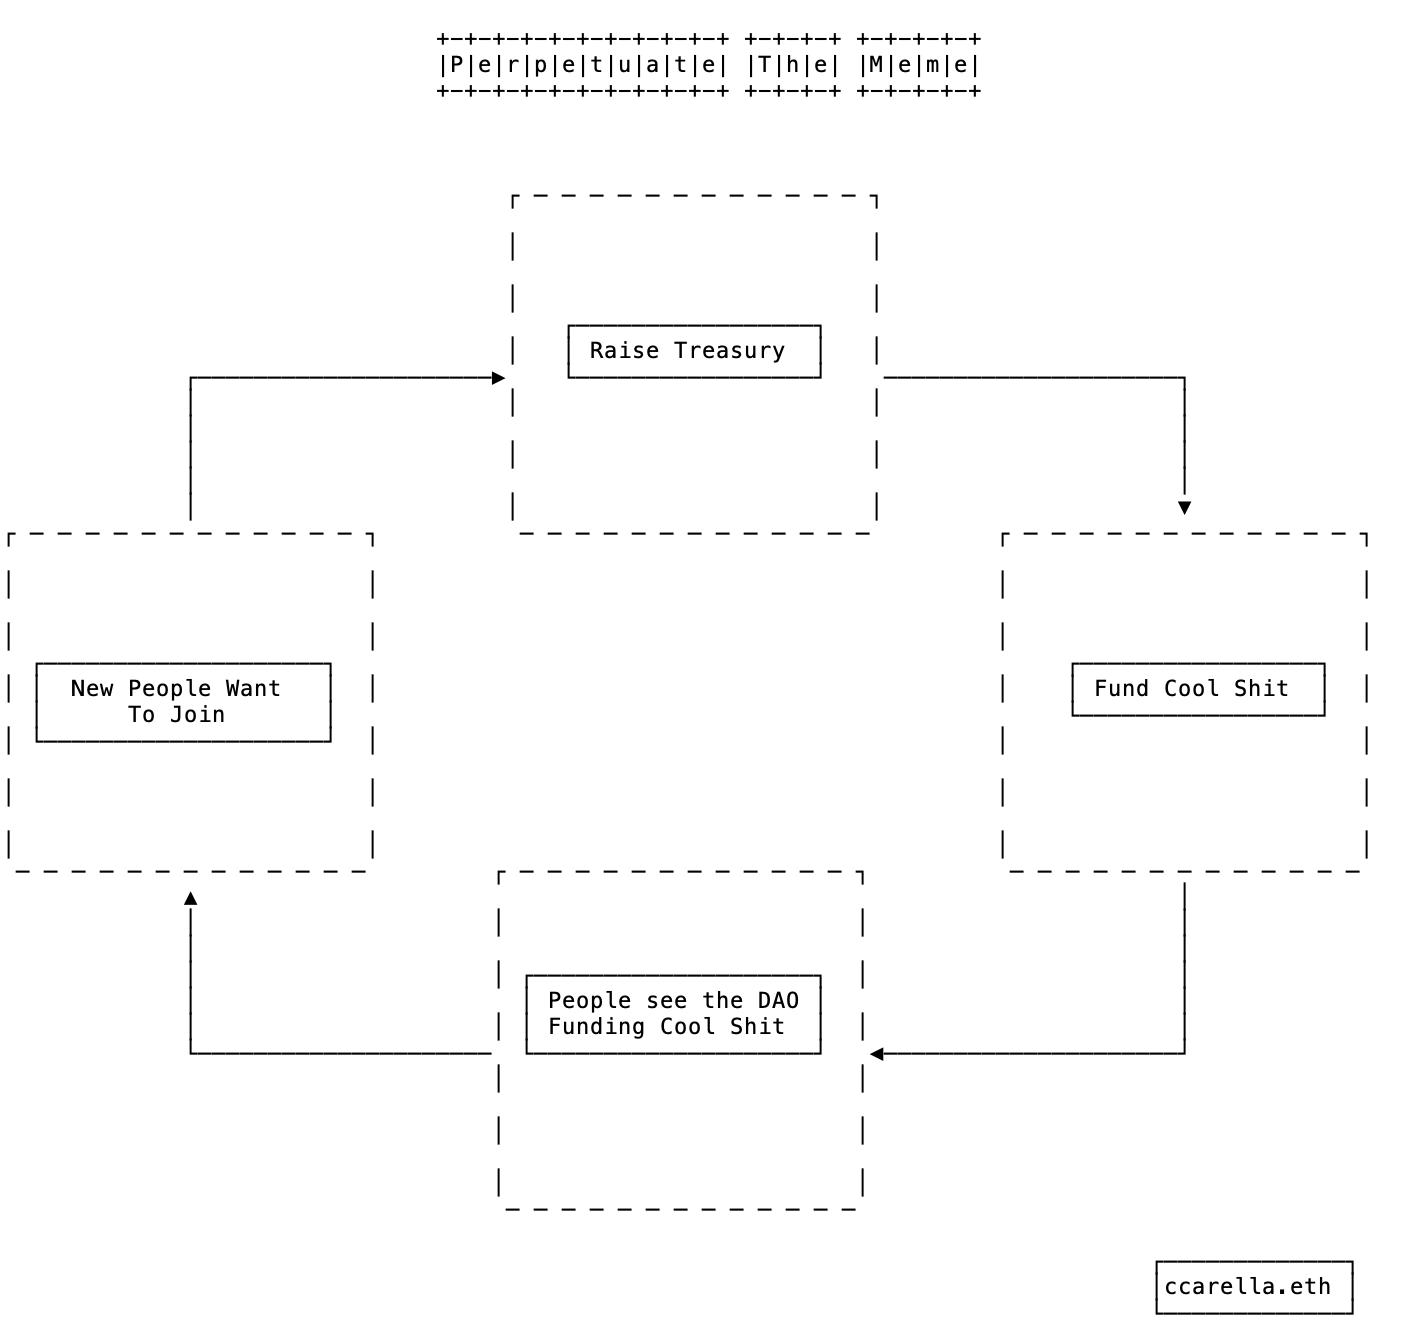 Perpetuate The Meme
Raise Treasury
New People Want
To Join
Fund Cool Shit
People see the DAO
Funding Cool Shit
ccarella.eth